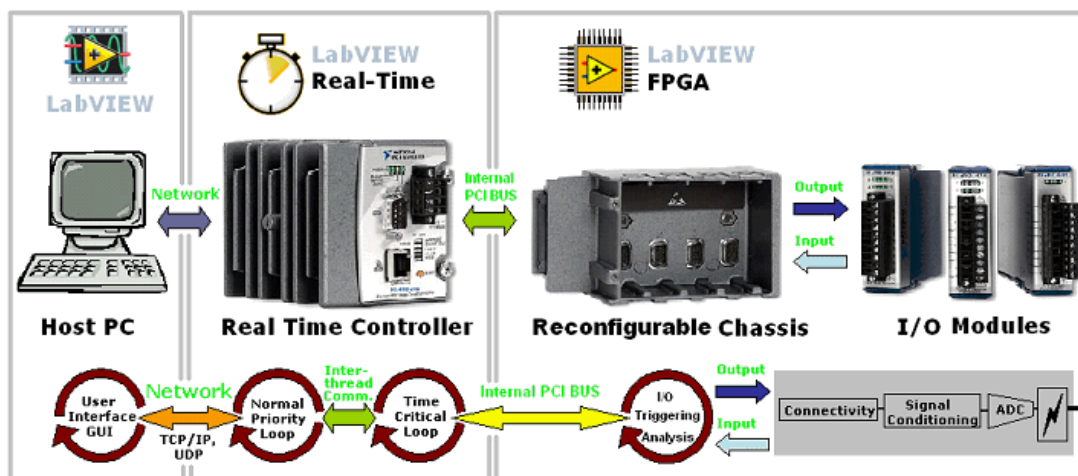 LabVIEW
LabVIEW
Real-Time
LabVIEW
FPGA
Network
Internal
PCI BUS
Output
Input
Host PC
Real Time Controller
Reconfigurable Chassis
I/O Modules
User
Interface
GUI
Network
TCP/IP,
UDP
Normal
Priority
Loop
Inter-
thread
Comm.
Time
Critical
Loop
Internal PCI BUS
I/O
Triggering
Analysis
Output
Input
Connectivity
Signal
Conditioning
ADC